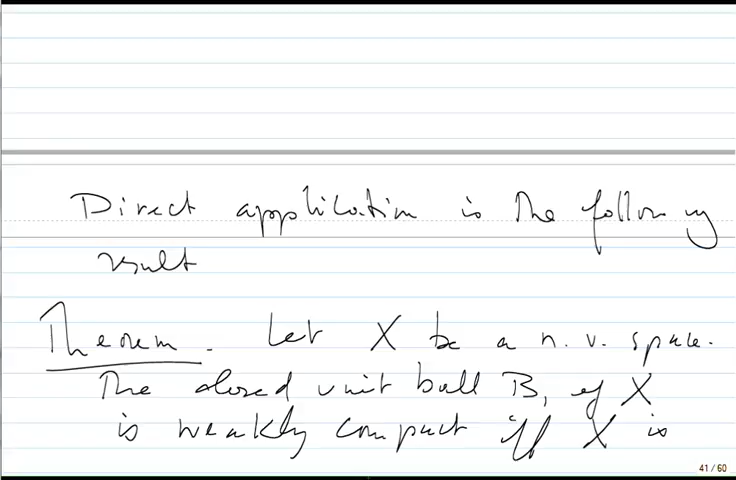 Direct application is the following
result
Theorem. Let X be a n. v. space.
The closed unit ball B₁ of X
is weakly compact iff X is
41 / 60